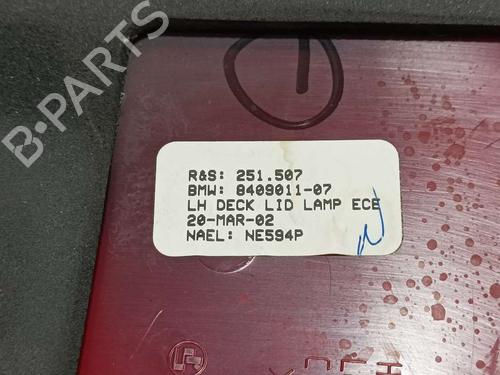 B-PARTS
R&S: 251.507
BMW: 8409011-07
LH DECK LID LAMP ECE
20-MAR-02
NAEL: NE594P